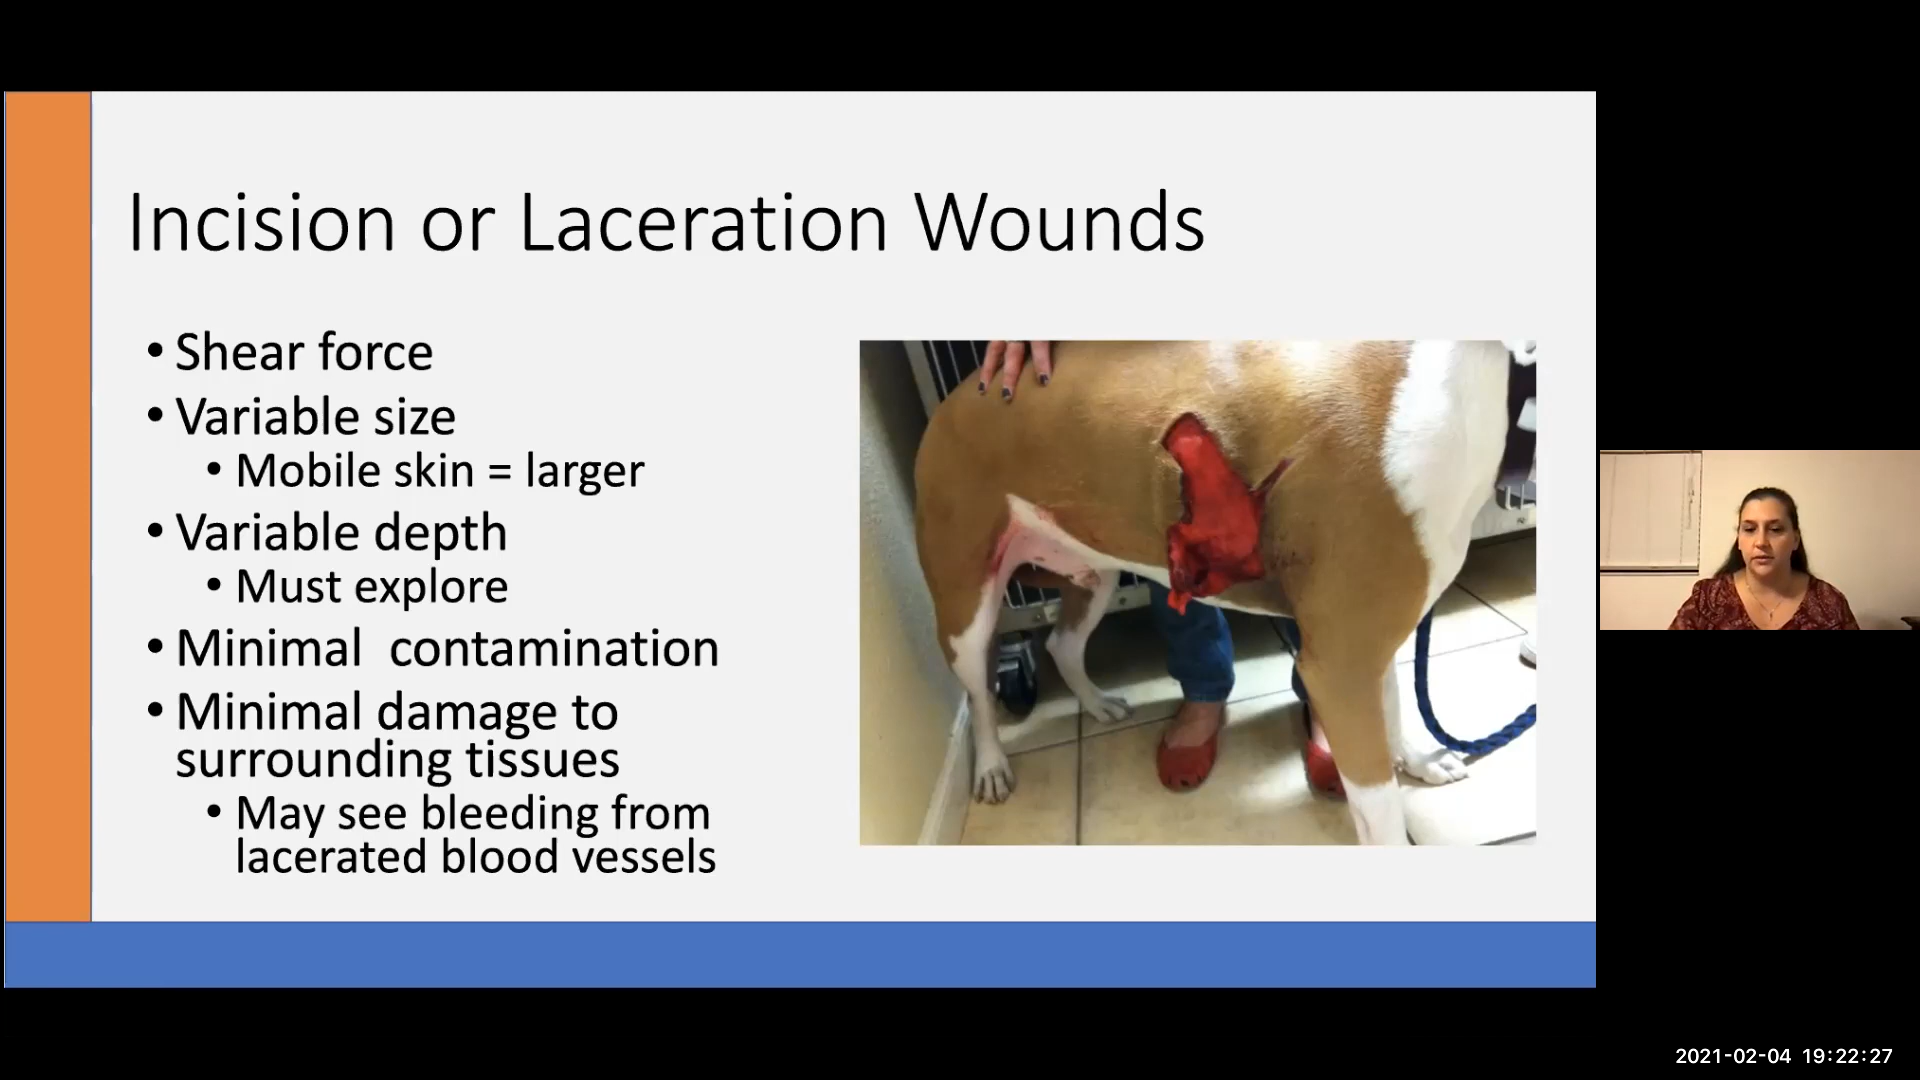 Incision or Laceration Wounds
• Shear force
• Variable size
• Mobile skin = larger
• Variable depth
• Must explore
• Minimal  contamination
• Minimal damage to
surrounding tissues
• May see bleeding from
lacerated blood vessels
2021-02-04 19:22:27